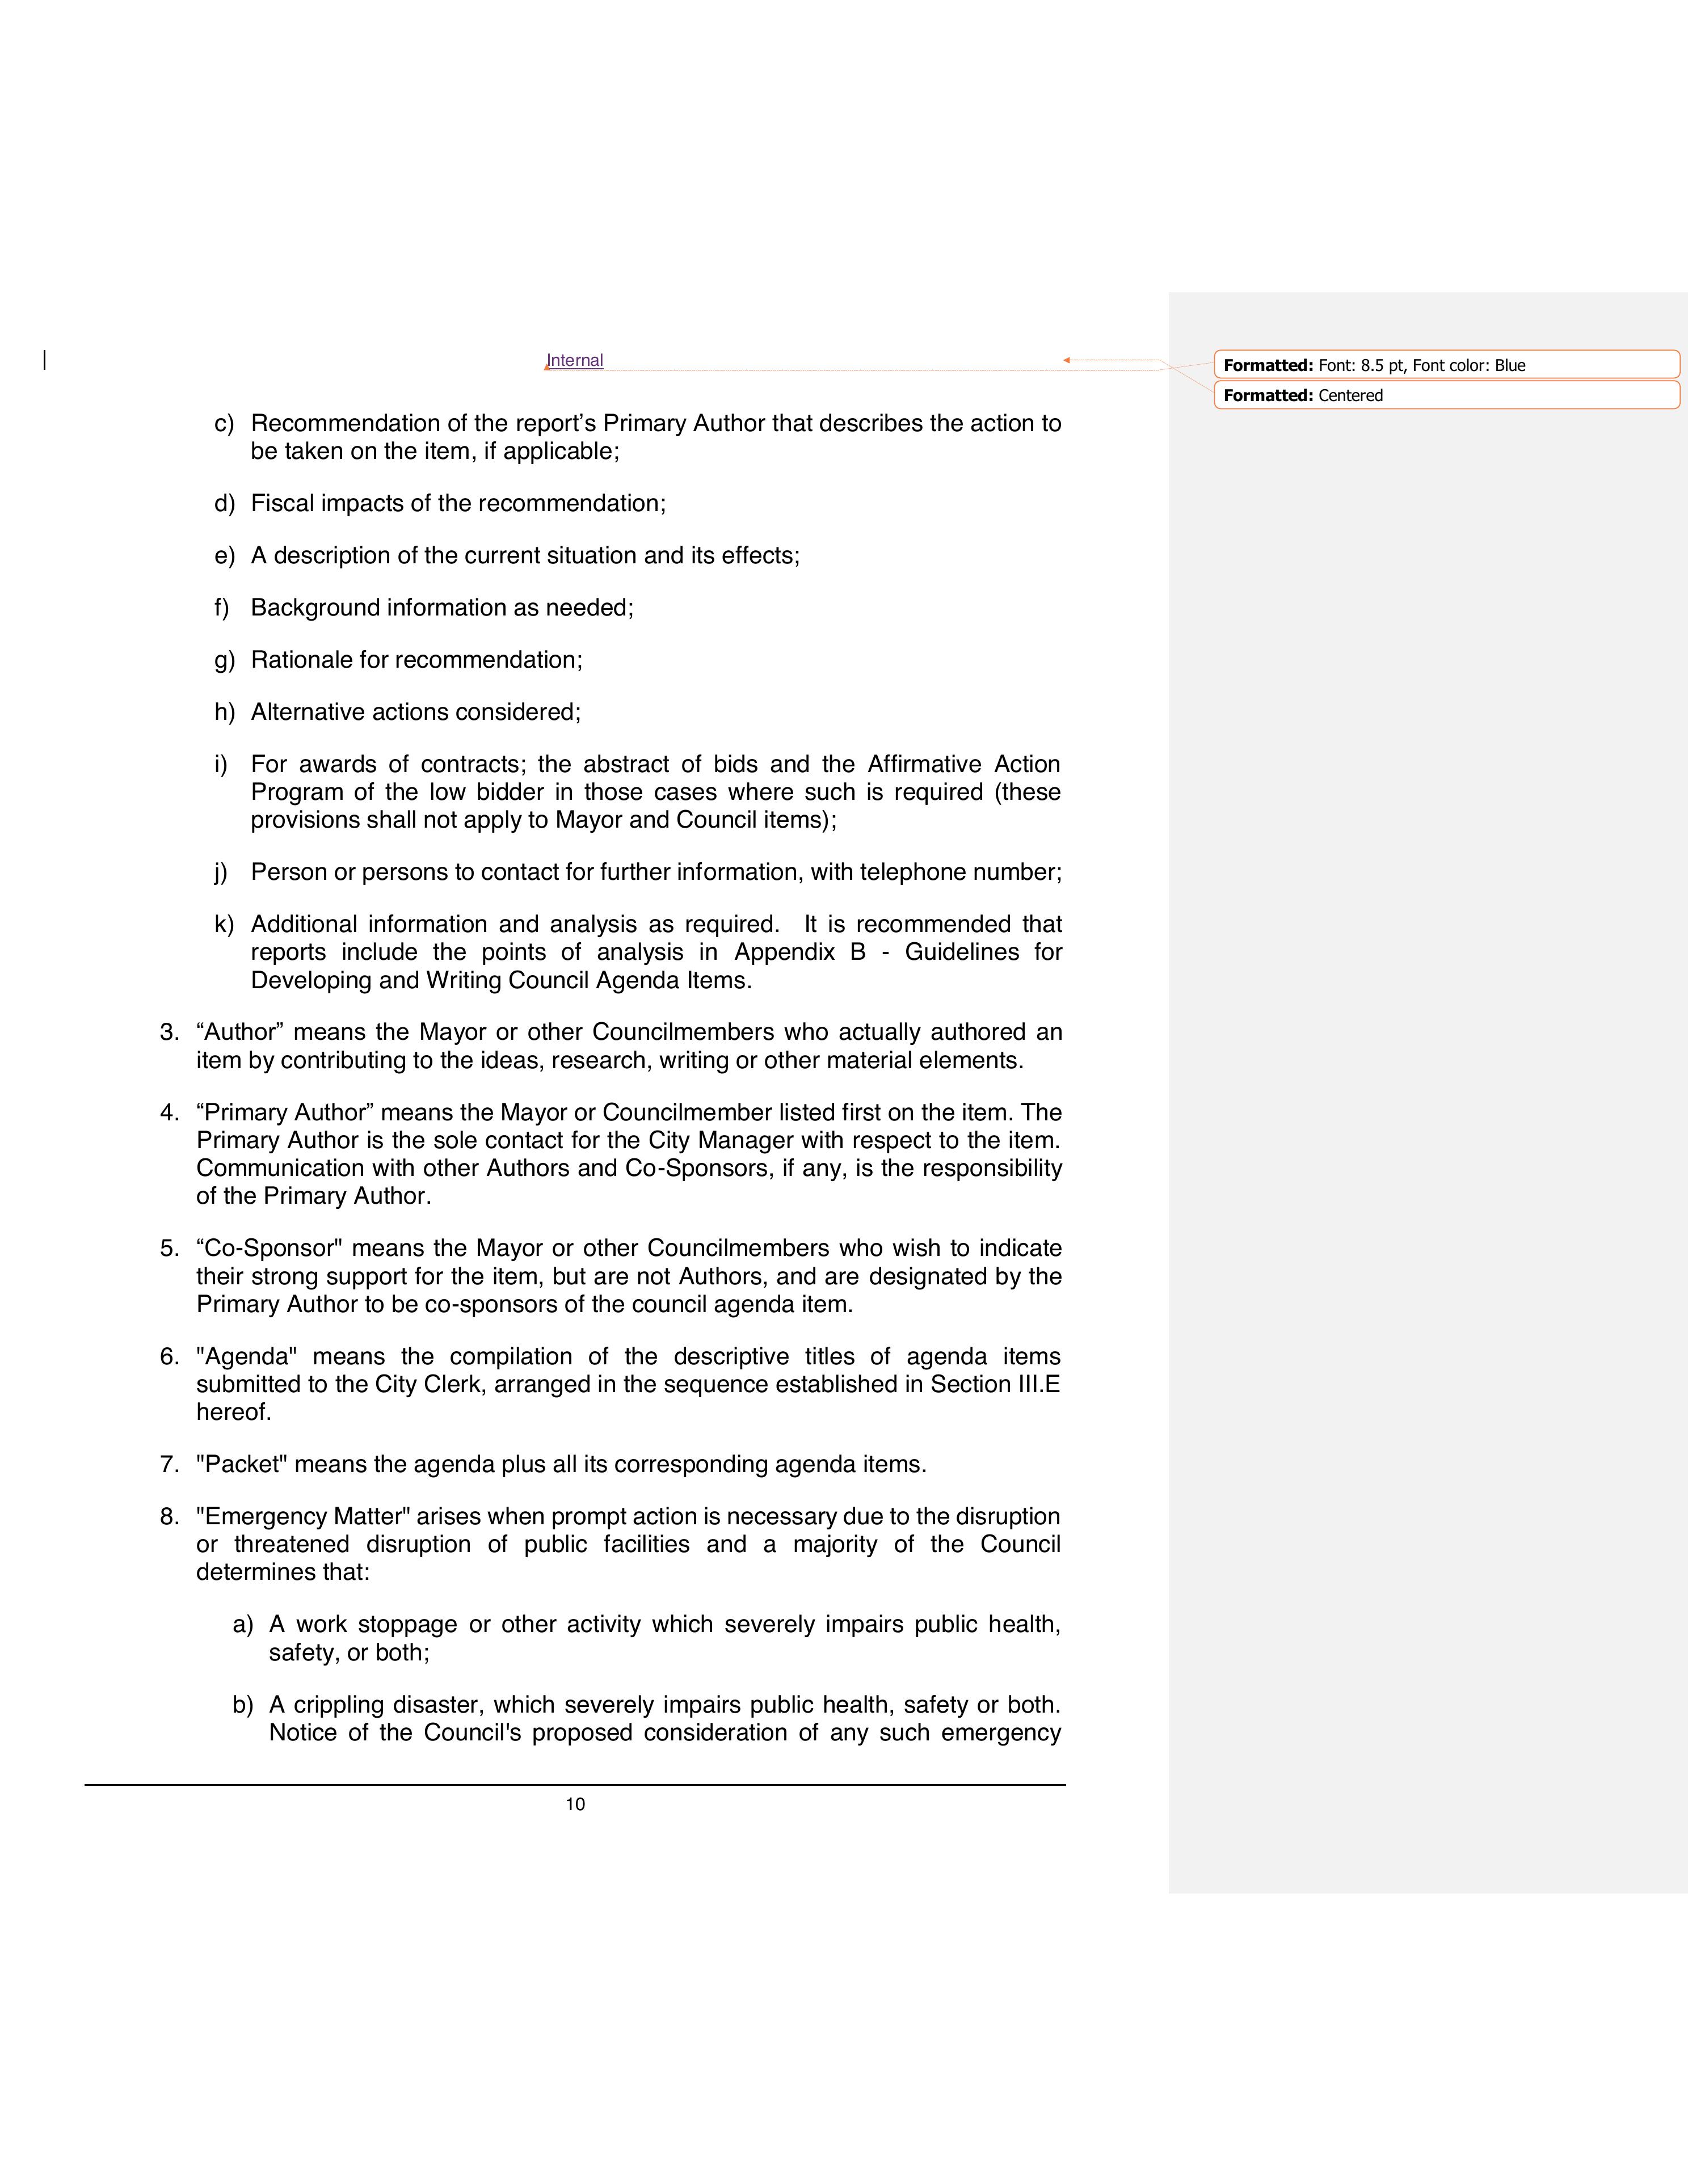 Internal
Formatted: Font: 8.5 pt, Font color: Blue
Formatted: Centered
c) Recommendation of the report’s Primary Author that describes the action to
be taken on the item, if applicable;
d) Fiscal impacts of the recommendation;
e) A description of the current situation and its effects;
f) Background information as needed;
g) Rationale for recommendation;
h) Alternative actions considered;
i) For awards of contracts; the abstract of bids and the Affirmative Action
Program of the low bidder in those cases where such is required (these
provisions shall not apply to Mayor and Council items);
j) Person or persons to contact for further information, with telephone number;
k) Additional information and analysis as required.  It is recommended that
reports include the points of analysis in Appendix B - Guidelines for
Developing and Writing Council Agenda Items.
3. “Author” means the Mayor or other Councilmembers who actually authored an
item by contributing to the ideas, research, writing or other material elements.
4. “Primary Author” means the Mayor or Councilmember listed first on the item. The
Primary Author is the sole contact for the City Manager with respect to the item.
Communication with other Authors and Co-Sponsors, if any, is the responsibility
of the Primary Author.
5. “Co-Sponsor" means the Mayor or other Councilmembers who wish to indicate
their strong support for the item, but are not Authors, and are designated by the
Primary Author to be co-sponsors of the council agenda item.
6. "Agenda" means the compilation of the descriptive titles of agenda items
submitted to the City Clerk, arranged in the sequence established in Section III.E
hereof.
7. "Packet" means the agenda plus all its corresponding agenda items.
8. "Emergency Matter" arises when prompt action is necessary due to the disruption
or threatened disruption of public facilities and a majority of the Council
determines that:
a) A work stoppage or other activity which severely impairs public health,
safety, or both;
b) A crippling disaster, which severely impairs public health, safety or both.
Notice of the Council's proposed consideration of any such emergency
10